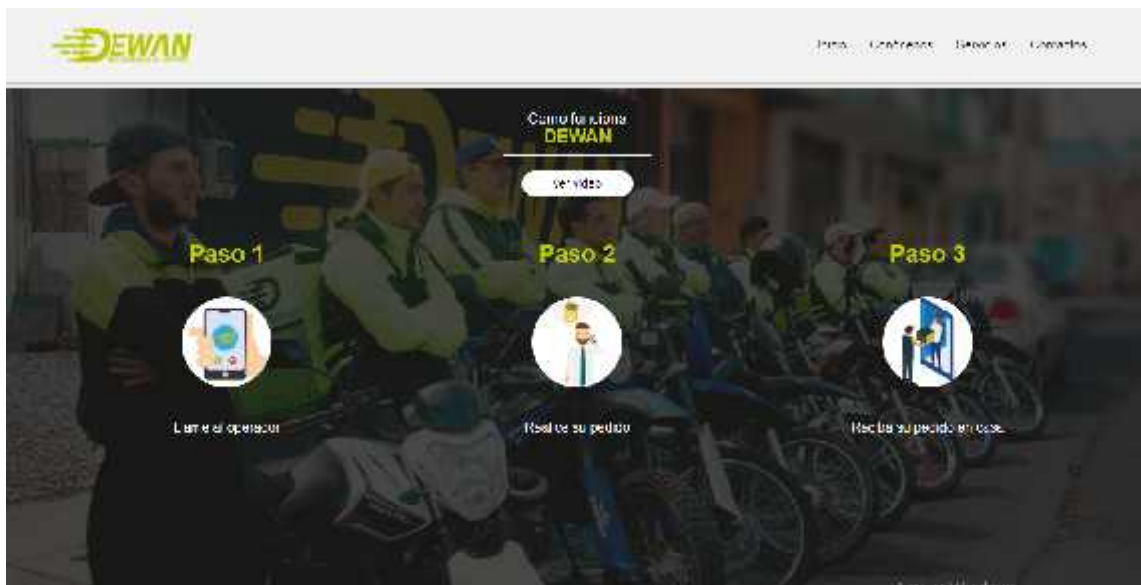 DEWAN
Inicio Conócenos Servicios Contactos
Como funciona
DEWAN
Ver video
Paso 1
Paso 2
Paso 3
Llame al operador
Realice su pedido
Reciba su pedido en casa